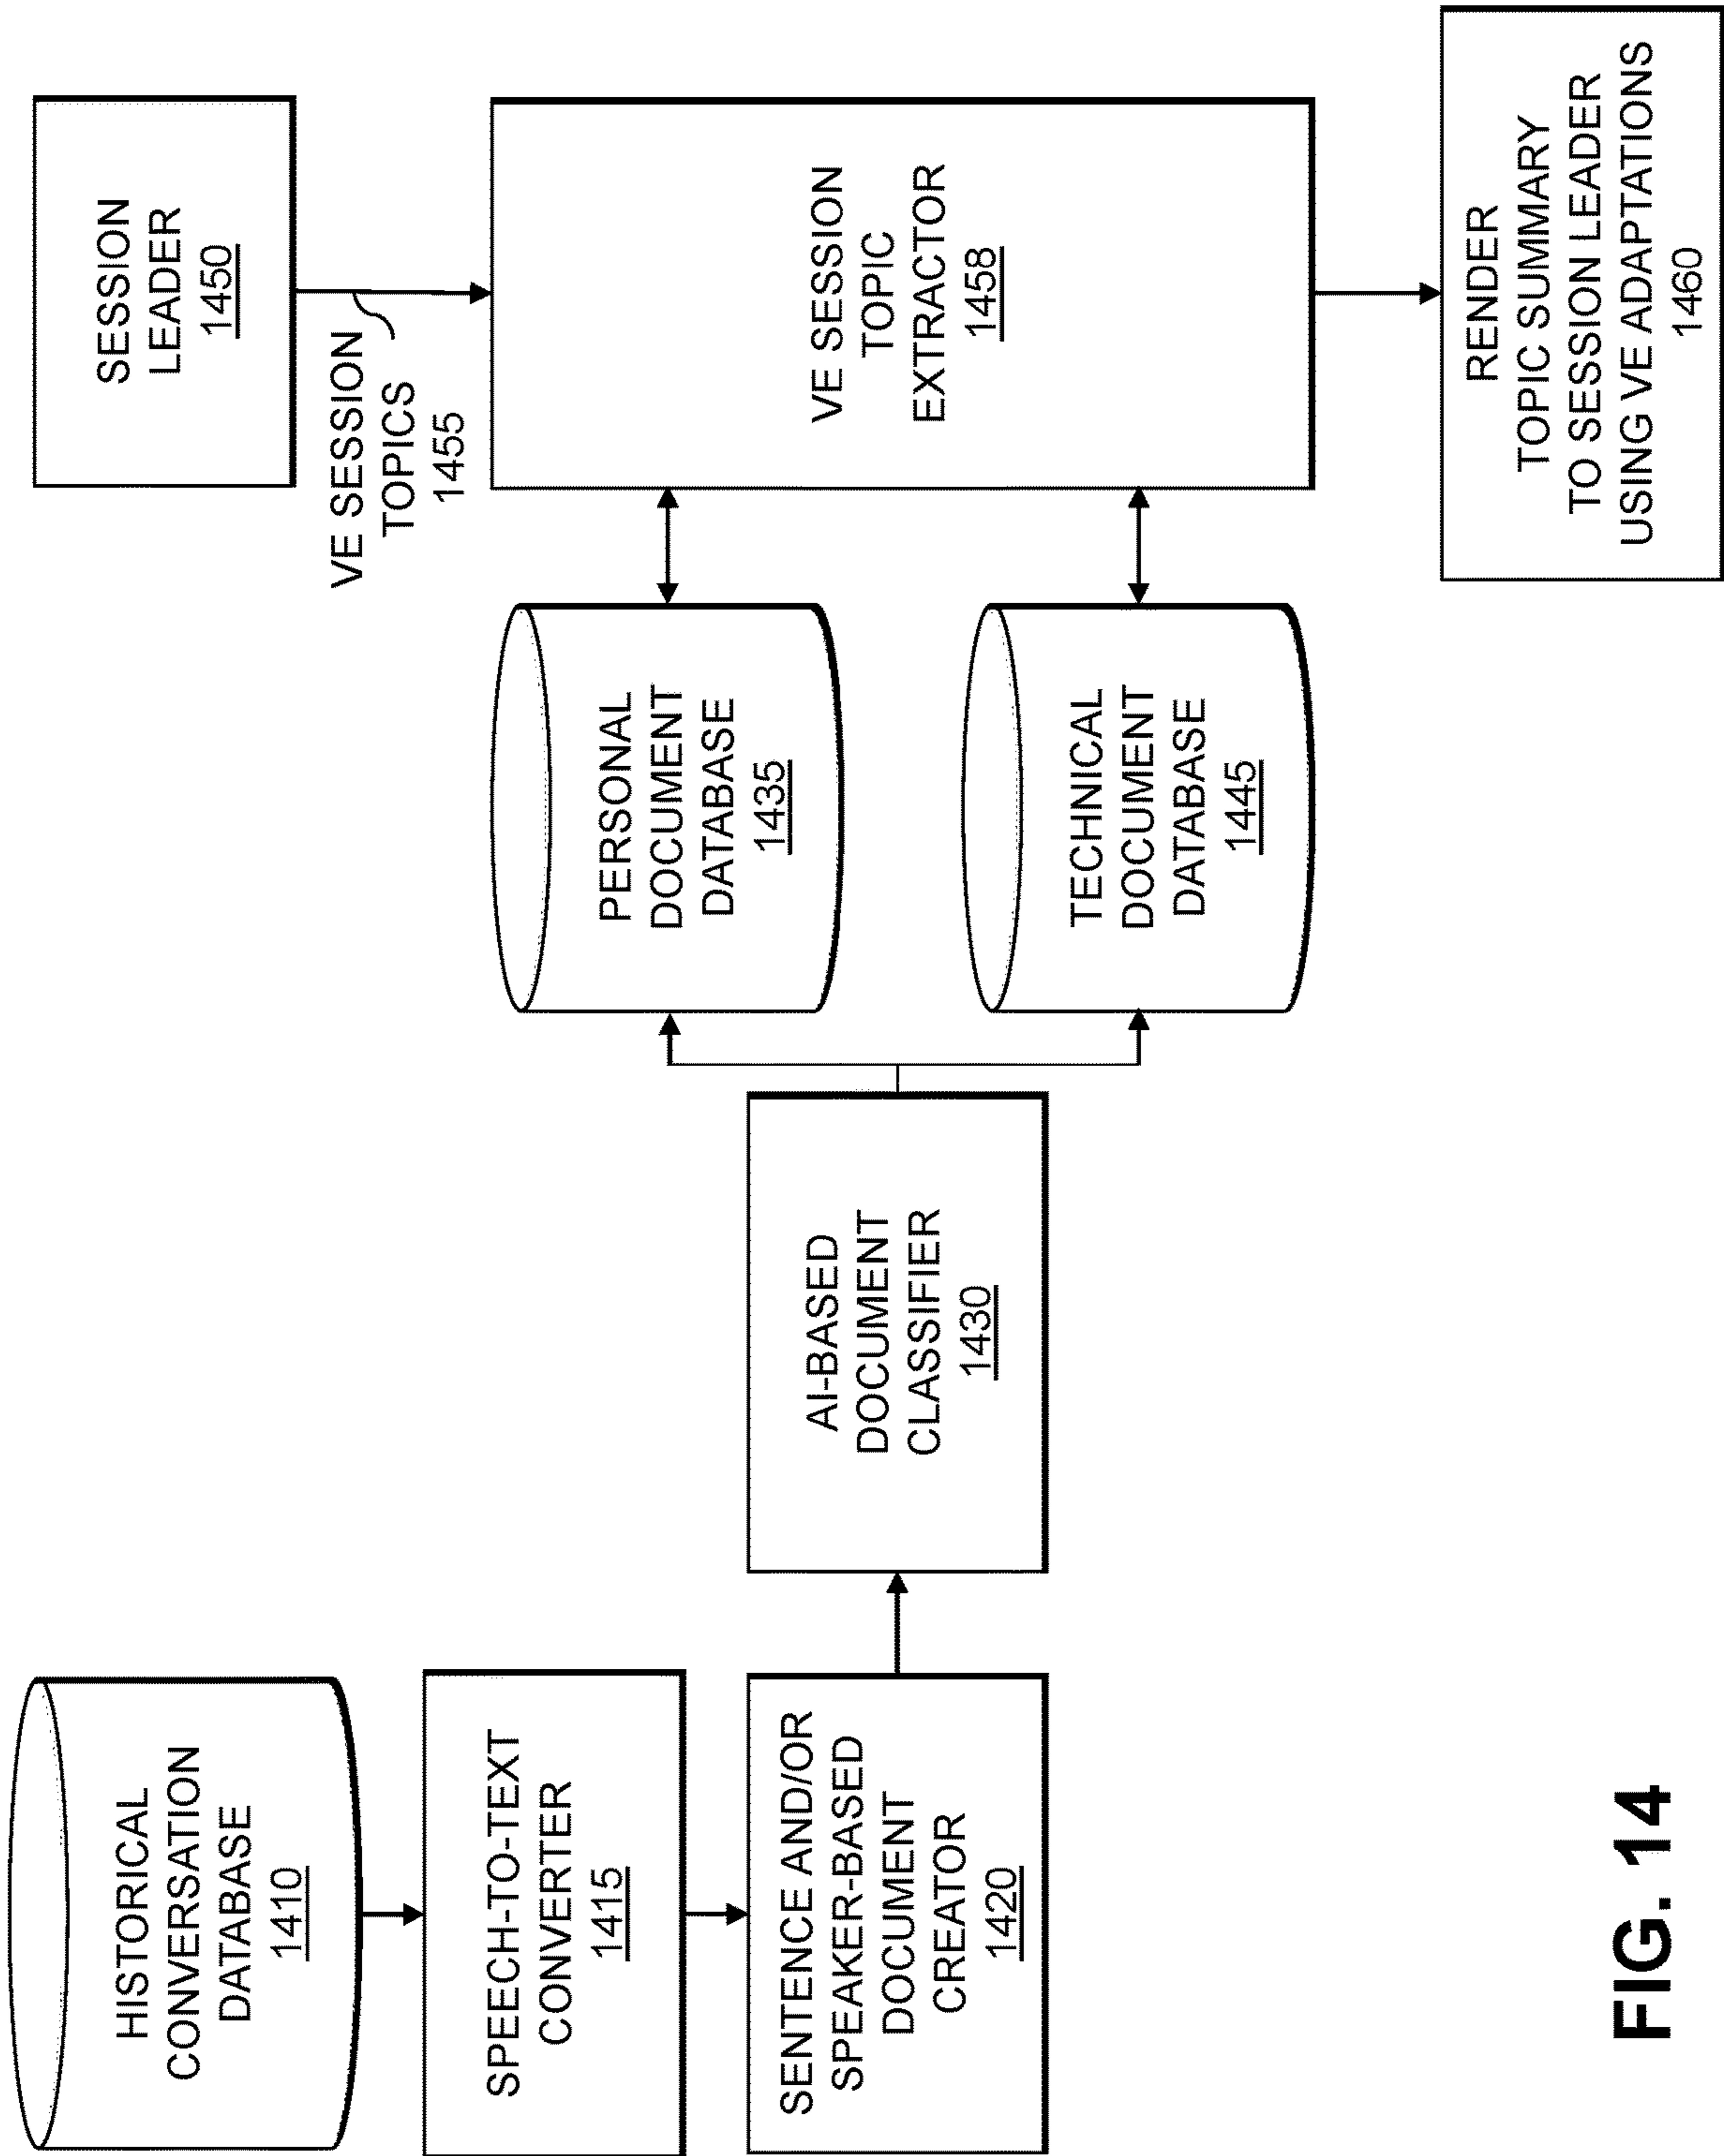 HISTORICAL
CONVERSATION
DATABASE
1410
SPEECH-TO-TEXT
CONVERTER
1415
SENTENCE AND/OR
SPEAKER-BASED
DOCUMENT
CREATOR
1420
AI-BASED
DOCUMENT
CLASSIFIER
1430
PERSONAL
DOCUMENT
DATABASE
1435
TECHNICAL
DOCUMENT
DATABASE
1445
SESSION
LEADER
1450
VE SESSION
TOPICS
1455
VE SESSION
TOPIC
EXTRACTOR
1458
RENDER
TOPIC SUMMARY
TO SESSION LEADER
USING VE ADAPTATIONS
1460
FIG. 14